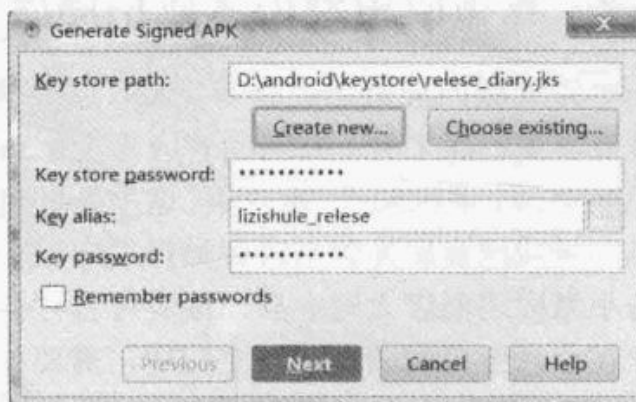 Generate Signed APK
Key store path: D:\android\keystore\relese_diary.jks
Create new... Choose existing...
Key store password: •••••••••••
Key alias: lizishule_relese
Key password: •••••••••••
Remember passwords
Previous Next Cancel Help